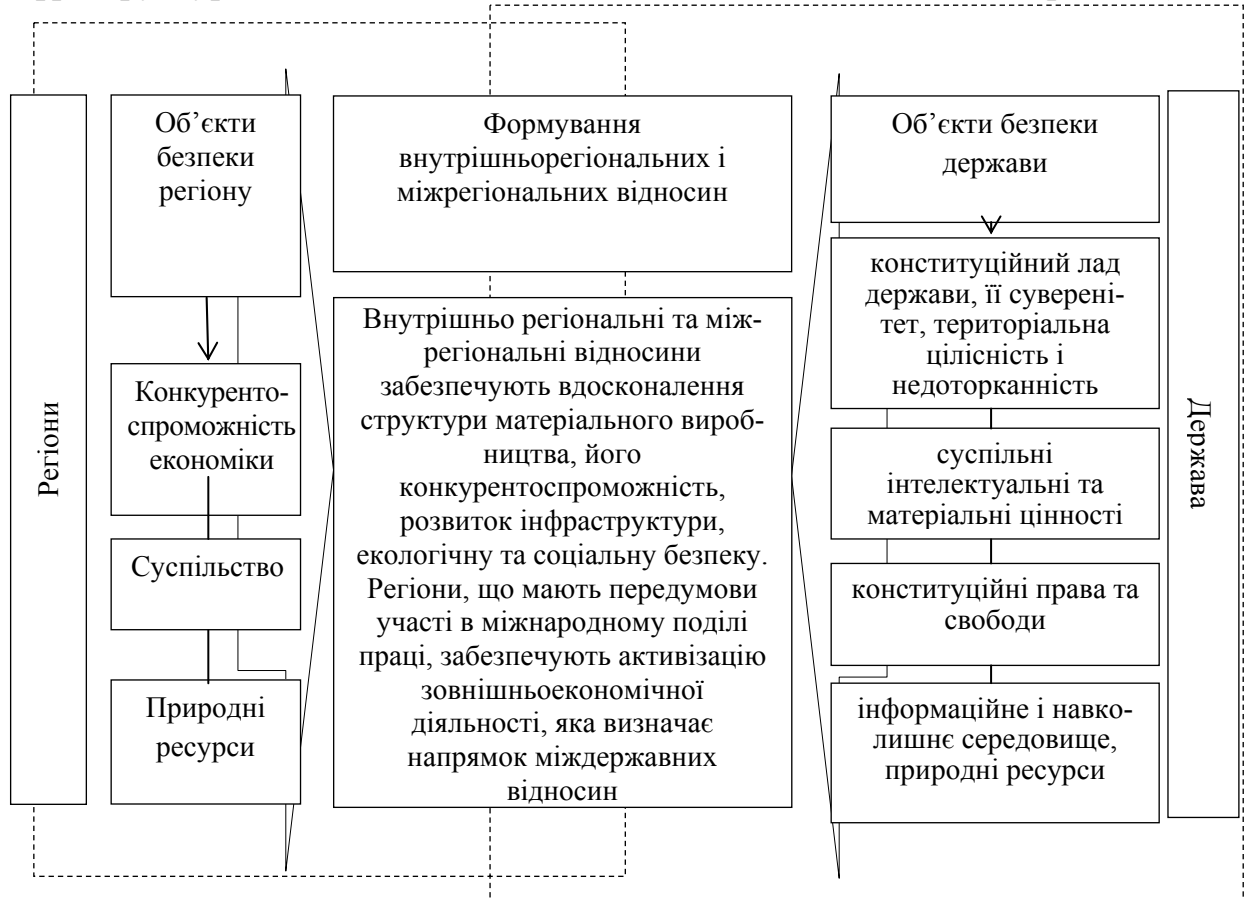 Регіони
Об’єкти
безпеки
регіону
Конкуренто-
спроможність
економіки
Суспільство
Природні
ресурси
Формування
внутрішньорегіональних і
міжрегіональних відносин
Внутрішньо регіональні та між-
регіональні відносини
забезпечують вдосконалення
структури матеріального вироб-
ництва, його
конкурентоспроможність,
розвиток інфраструктури,
екологічну та соціальну безпеку.
Регіони, що мають передумови
участі в міжнародному поділі
праці, забезпечують активізацію
зовнішньоекономічної
діяльності, яка визначає
напрямок міждержавних
відносин
Об’єкти безпеки
держави
конституційний лад
держави, її суверені-
тет, територіальна
цілісність і
недоторканність
суспільні
інтелектуальні та
матеріальні цінності
конституційні права та
свободи
інформаційне і навко-
лишнє середовище,
природні ресурси
Держава